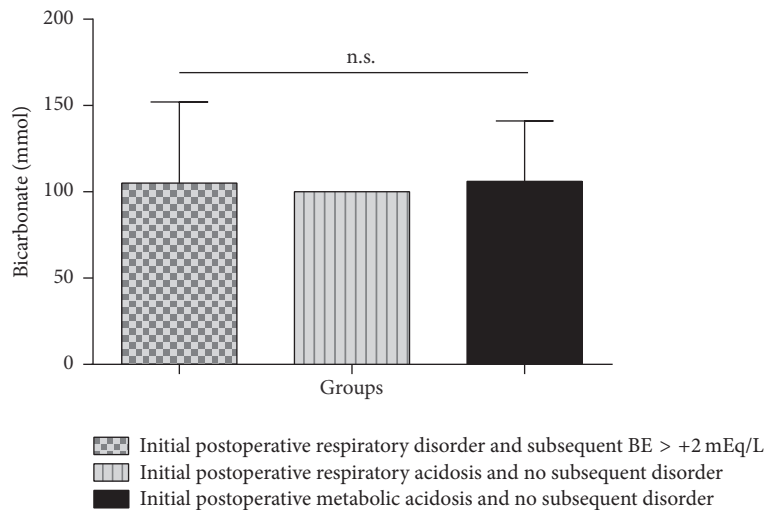 200
n.s.
150
100
50
0
Bicarbonate (mmol)
Groups
Initial postoperative respiratory disorder and subsequent BE > +2 mEq/L
Initial postoperative respiratory acidosis and no subsequent disorder
Initial postoperative metabolic acidosis and no subsequent disorder